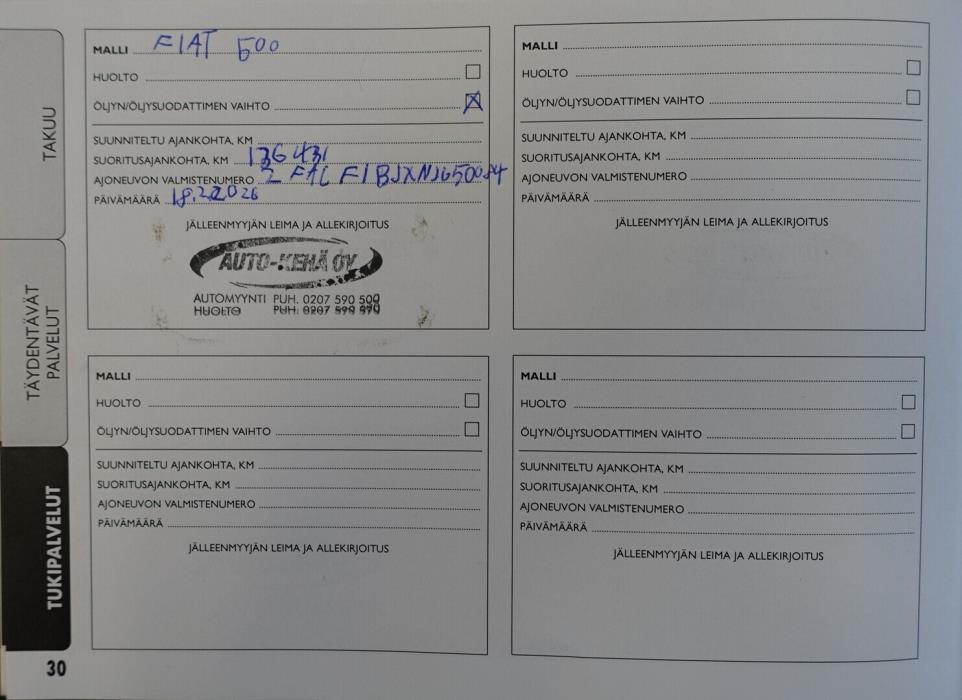 TAKUU
TÄYDENTÄVÄT
PALVELUT
TUKIPALVELUT
30
MALLI FIAT 500
HUOLTO
ÖLJYN/ÖLJYSUODATTIMEN VAIHTO X
SUUNNITELTU AJANKOHTA, KM
SUORITUSAJANKOHTA, KM 136431
AJONEUVON VALMISTENUMERO
PÄIVÄMÄÄRÄ
JÄLLEENMYYJÄN LEIMA JA ALLEKIRJOITUS
AUTO-KEHÄ OY
AUTOMYYNTI PUH. 0207 590 500
HUOLTO PUH.
MALLI
HUOLTO
ÖLJYN/ÖLJYSUODATTIMEN VAIHTO
SUUNNITELTU AJANKOHTA, KM
SUORITUSAJANKOHTA, KM
AJONEUVON VALMISTENUMERO
PÄIVÄMÄÄRÄ
JÄLLEENMYYJÄN LEIMA JA ALLEKIRJOITUS
MALLI
HUOLTO
ÖLJYN/ÖLJYSUODATTIMEN VAIHTO
SUUNNITELTU AJANKOHTA, KM
SUORITUSAJANKOHTA, KM
AJONEUVON VALMISTENUMERO
PÄIVÄMÄÄRÄ
JÄLLEENMYYJÄN LEIMA JA ALLEKIRJOITUS
MALLI
HUOLTO
ÖLJYN/ÖLJYSUODATTIMEN VAIHTO
SUUNNITELTU AJANKOHTA, KM
SUORITUSAJANKOHTA, KM
AJONEUVON VALMISTENUMERO
PÄIVÄMÄÄRÄ
JÄLLEENMYYJÄN LEIMA JA ALLEKIRJOITUS